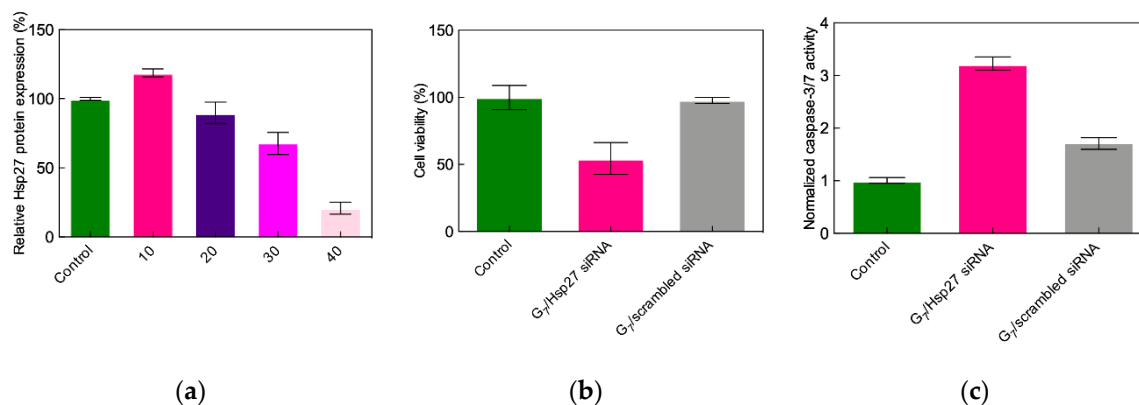 Relative Hsp27 protein expression (%)
150
100
50
0
Control
10
20
30
40
(a)
Cell viability (%)
150
100
50
0
Control
G₇/Hsp27 siRNA
G₇/scrambled siRNA
(b)
Normalized caspase-3/7 activity
4
3
2
1
0
Control
G₇/Hsp27 siRNA
G₇/scrambled siRNA
(c)